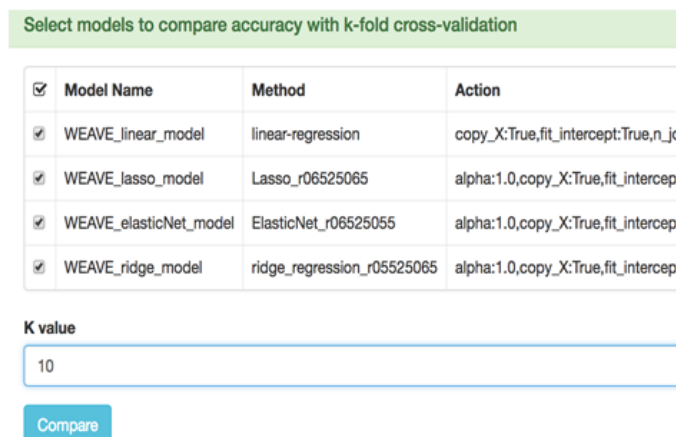 Select models to compare accuracy with k-fold cross-validation
Model Name Method Action
WEAVE_linear_model linear-regression copy_X:True,fit_intercept:True,n_jo
WEAVE_lasso_model Lasso_r06525065 alpha:1.0,copy_X:True,fit_intercep
WEAVE_elasticNet_model ElasticNet_r06525055 alpha:1.0,copy_X:True,fit_intercep
WEAVE_ridge_model ridge_regression_r05525065 alpha:1.0,copy_X:True,fit_intercep
K value
10
Compare